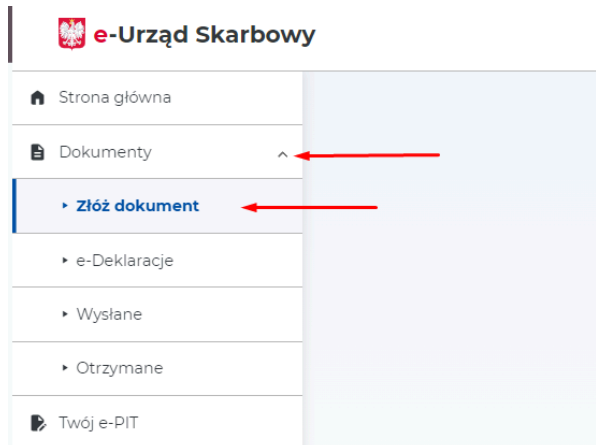 e-Urząd Skarbowy
Strona główna
Dokumenty
Złóż dokument
e-Deklaracje
Wysłane
Otrzymane
Twój e-PIT